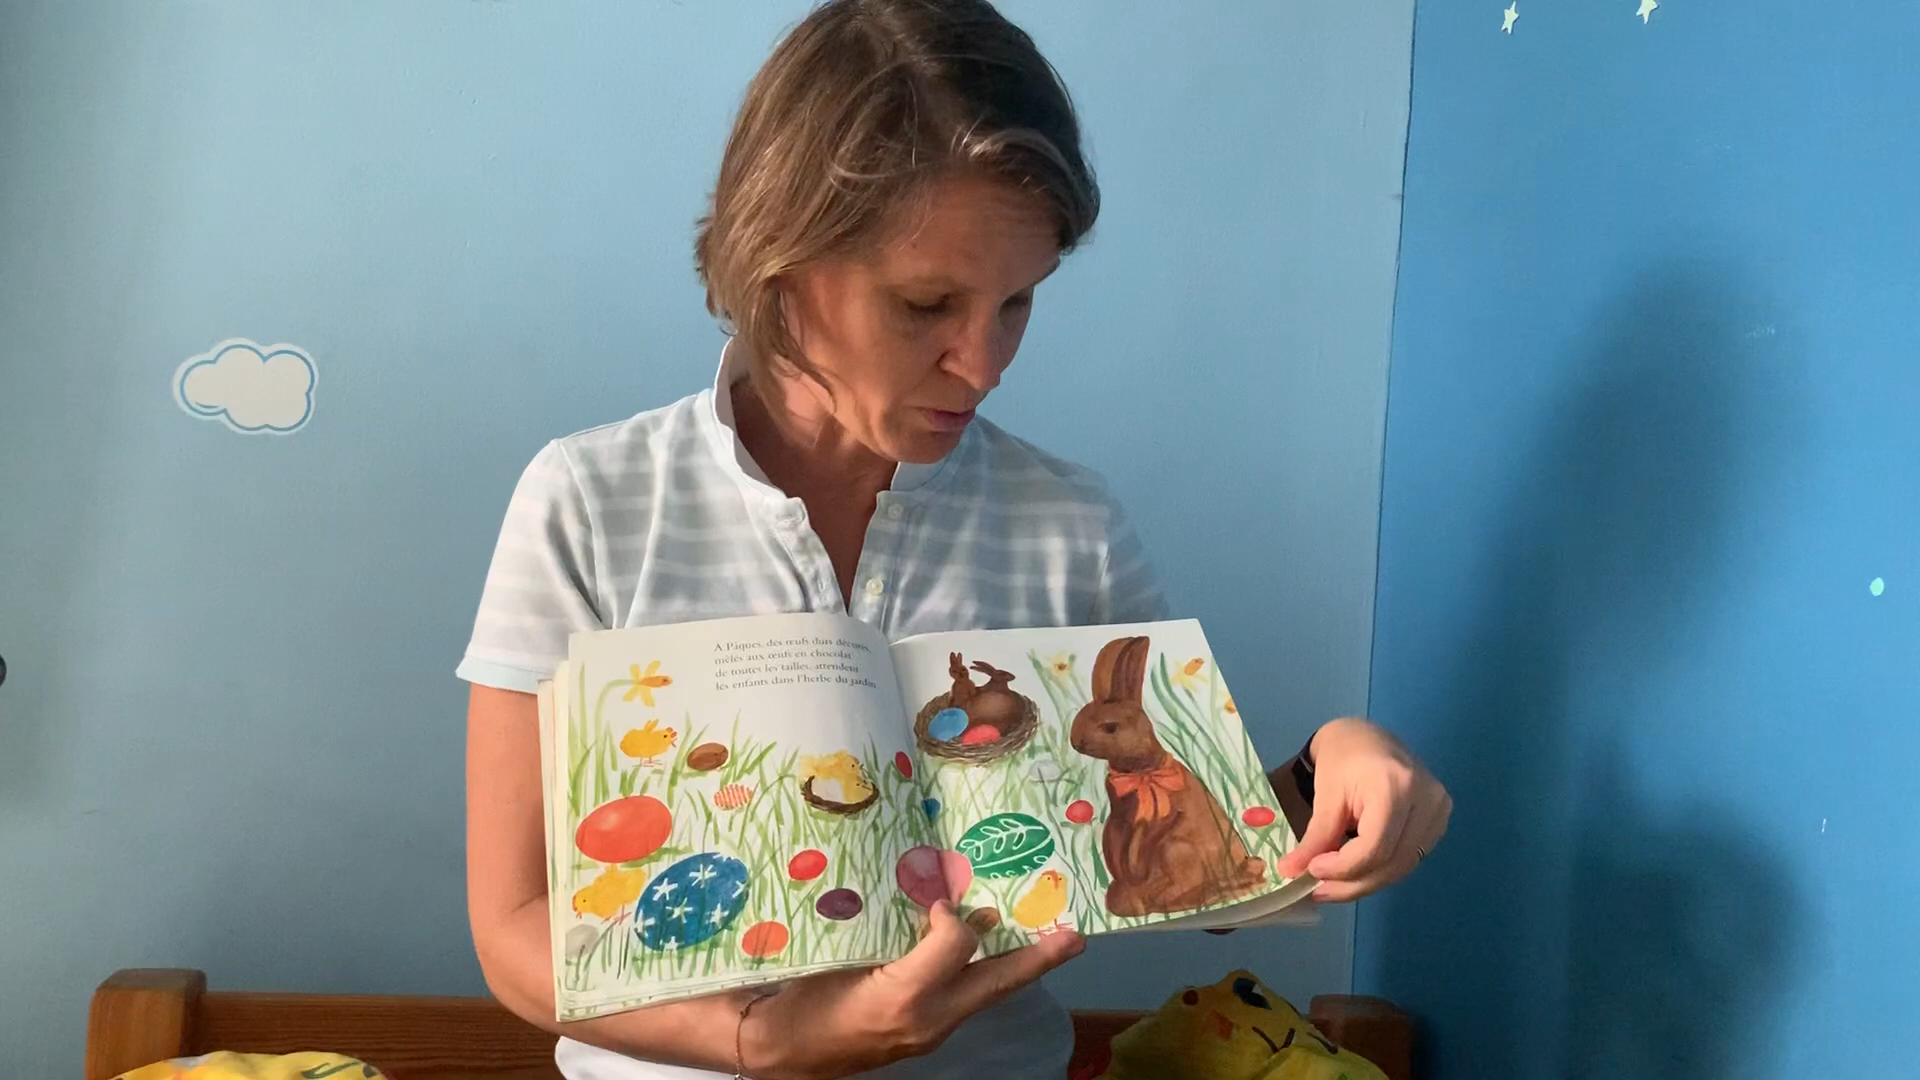 A Pâques, des œufs durs décorés,
mêlés aux œufs en chocolat
de toutes les tailles, attendent
les enfants dans l'herbe du jardin